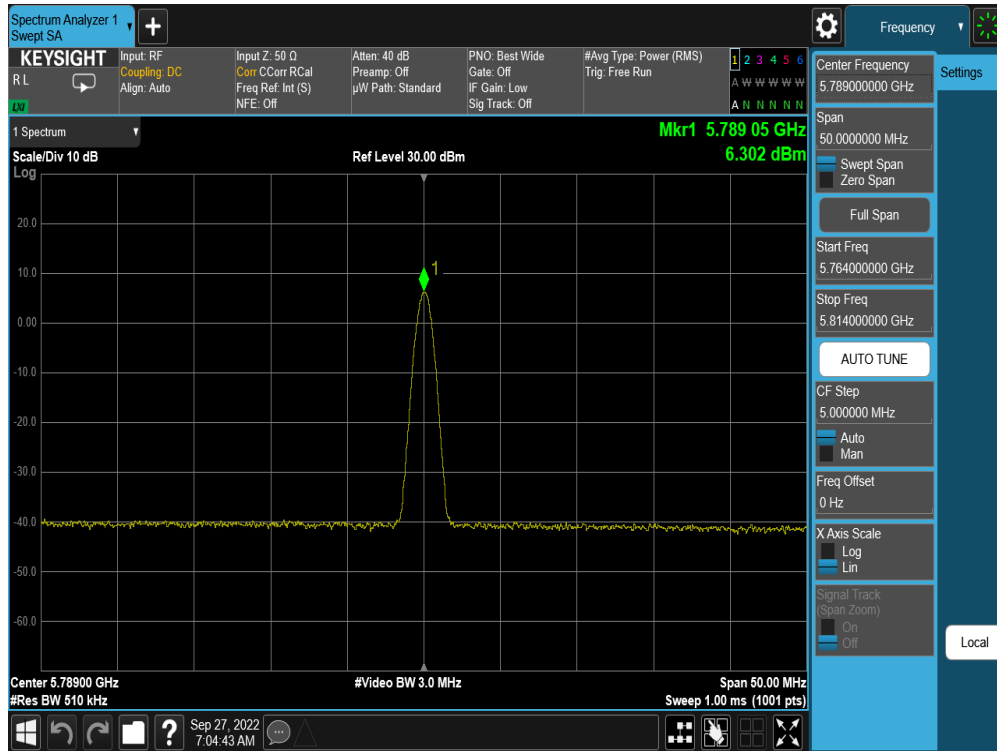 Spectrum Analyzer 1
Swept SA
+
Frequency
KEYSIGHT
R L
LXI
Input: RF
Coupling: DC
Align: Auto
Input Z: 50 Ω
Corr CCorr RCal
Freq Ref: Int (S)
NFE: Off
Atten: 40 dB
Preamp: Off
µW Path: Standard
PNO: Best Wide
Gate: Off
IF Gain: Low
Sig Track: Off
#Avg Type: Power (RMS)
Trig: Free Run
1 2 3 4 5 6
A W W W W W
A N N N N N
1 Spectrum
Scale/Div 10 dB
Log
Ref Level 30.00 dBm
Mkr1 5.789 05 GHz
6.302 dBm
20.0
10.0
0.00
-10.0
-20.0
-30.0
-40.0
-50.0
-60.0
1
Center 5.78900 GHz
#Res BW 510 kHz
#Video BW 3.0 MHz
Span 50.00 MHz
Sweep 1.00 ms (1001 pts)
Center Frequency
5.789000000 GHz
Settings
Span
50.0000000 MHz
Swept Span
Zero Span
Full Span
Start Freq
5.764000000 GHz
Stop Freq
5.814000000 GHz
AUTO TUNE
CF Step
5.000000 MHz
Auto
Man
Freq Offset
0 Hz
X Axis Scale
Log
Lin
Signal Track
(Span Zoom)
On
Off
Local
?
Sep 27, 2022
7:04:43 AM